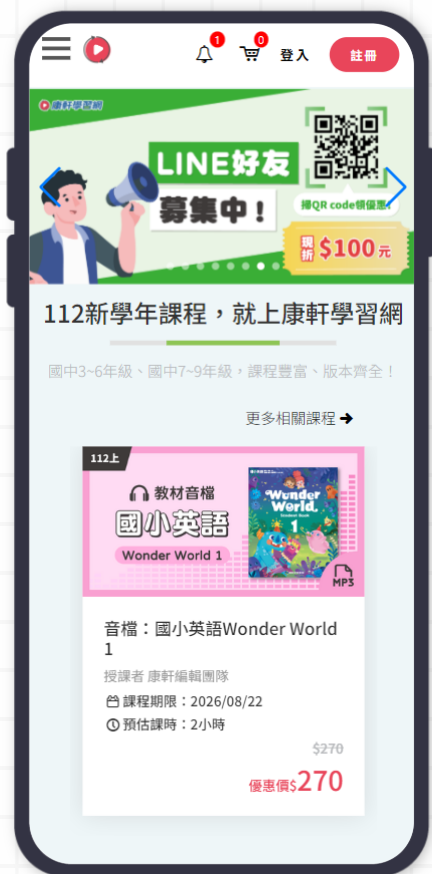 1
0
登入
註冊
康軒學習網
LINE好友
募集中！
掃QR code領優惠!
現折 $100元
112新學年課程，就上康軒學習網
國中3~6年級、國中7~9年級，課程豐富、版本齊全！
更多相關課程
112上
教材音檔
國小英語
Wonder World 1
Wonder World
1
MP3
音檔：國小英語Wonder World
1
授課者 康軒編輯團隊
課程期限：2026/08/22
預估課時：2小時
$270
優惠價$270